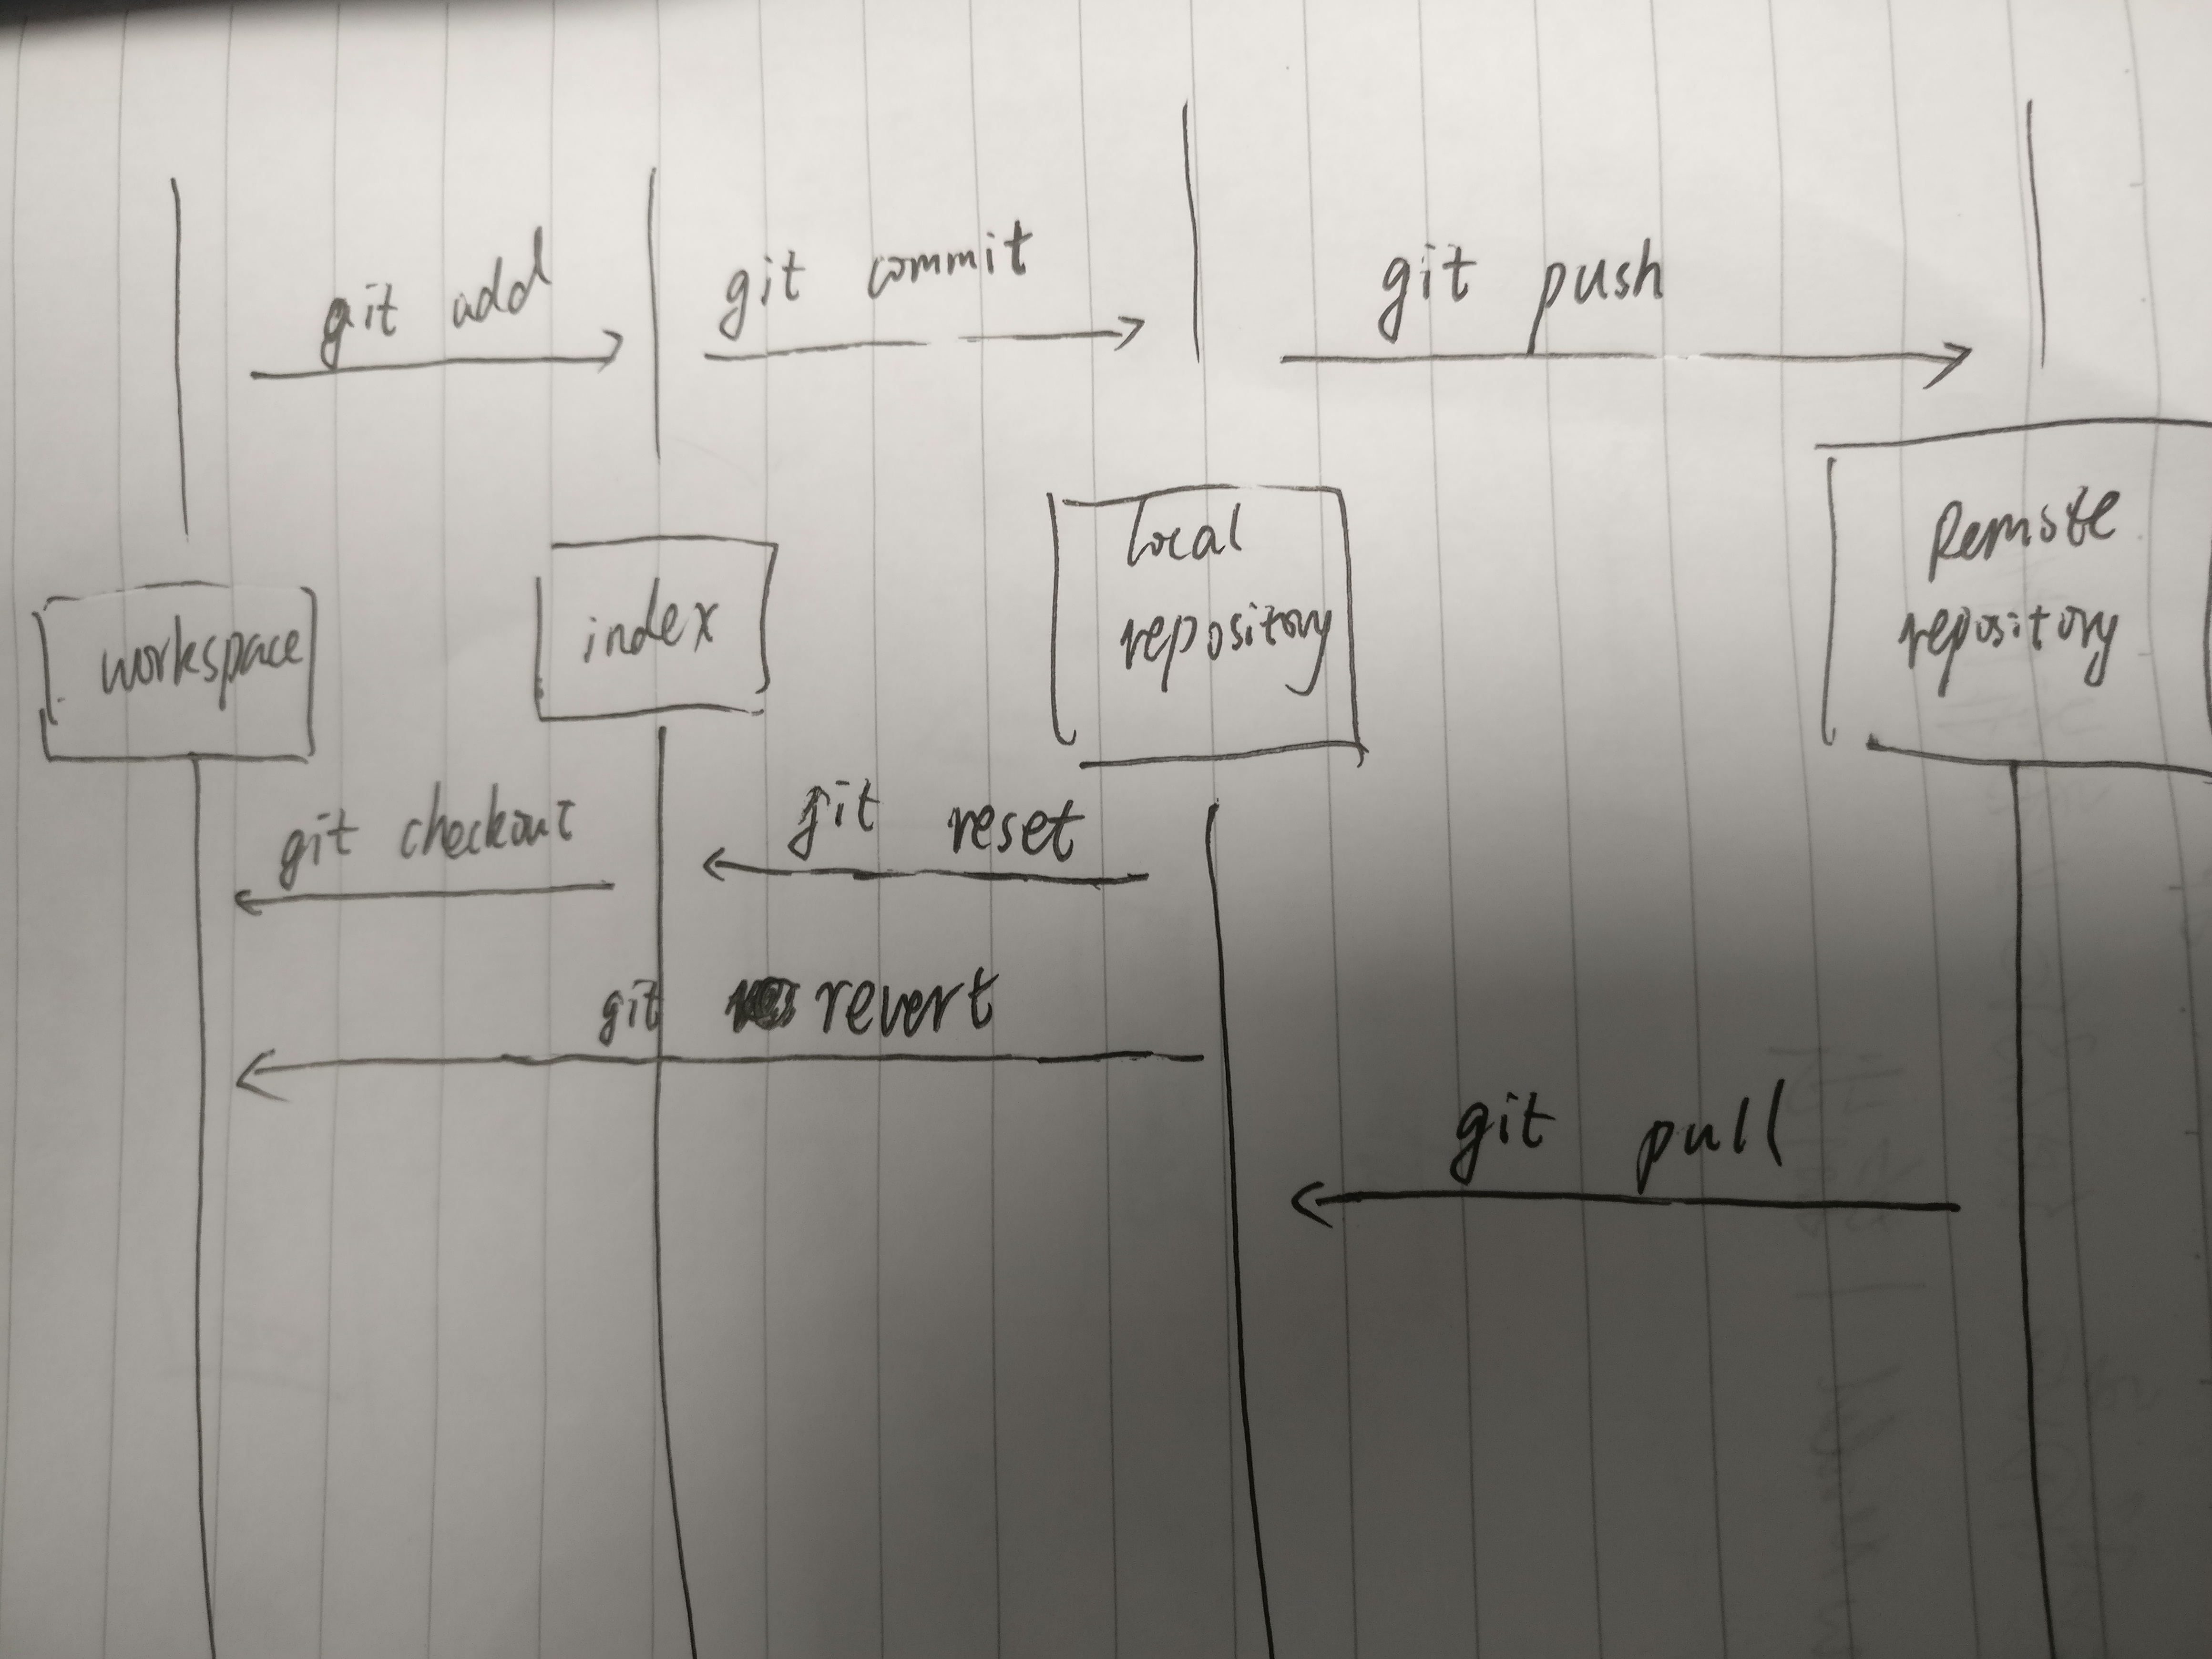 git add
git commit
git push
workspace
index
local
repository
Remote
repository
git checkout
git reset
git revert
git pull